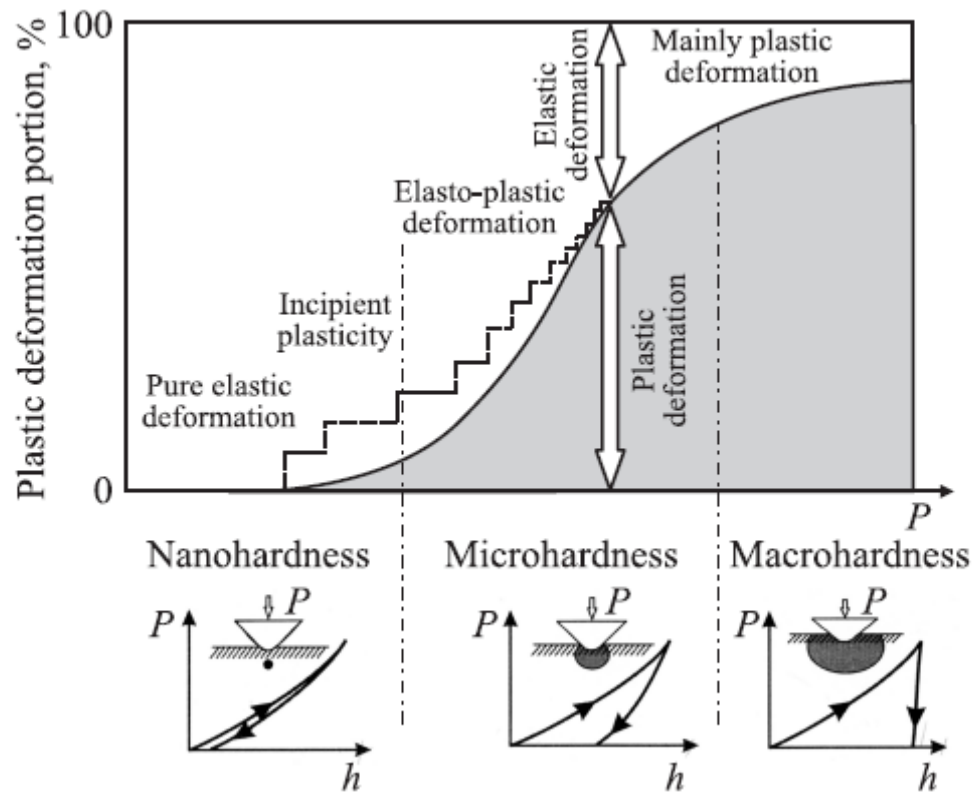 Plastic deformation portion, %
100
0
Elastic
deformation
Mainly plastic
deformation
Elasto-plastic
deformation
Incipient
plasticity
Pure elastic
deformation
Plastic
deformation
P
Nanohardness
Microhardness
Macrohardness
P
P
h
P
P
h
P
P
h